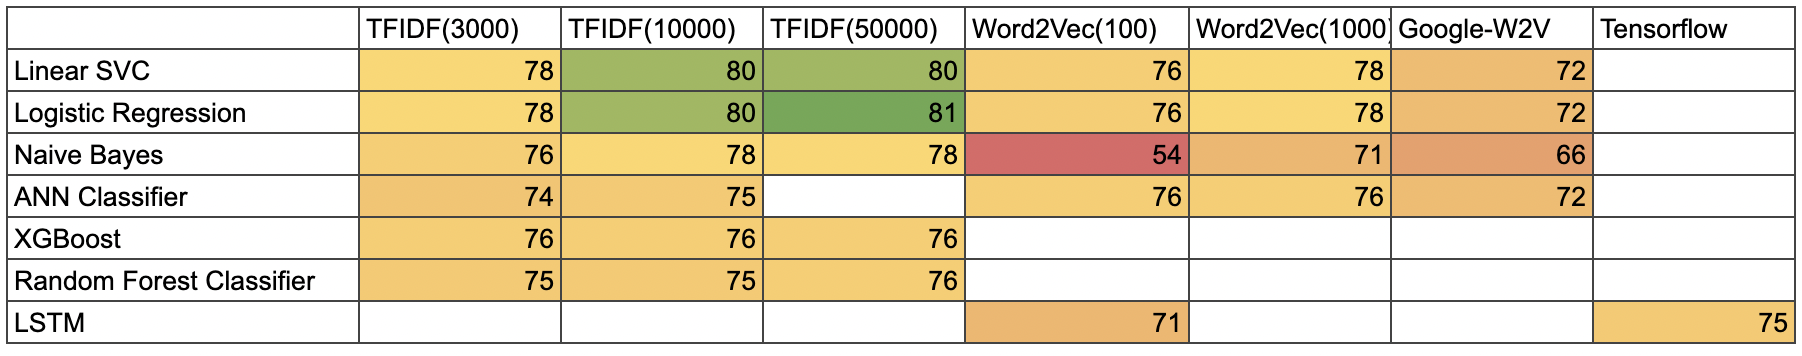 TFIDF(3000) TFIDF(10000) TFIDF(50000) Word2Vec(100) Word2Vec(1000) Google-W2V Tensorflow
Linear SVC 78 80 80 76 78 72
Logistic Regression 78 80 81 76 78 72
Naive Bayes 76 78 78 54 71 66
ANN Classifier 74 75 76 76 72
XGBoost 76 76 76
Random Forest Classifier 75 75 76
LSTM 71 75